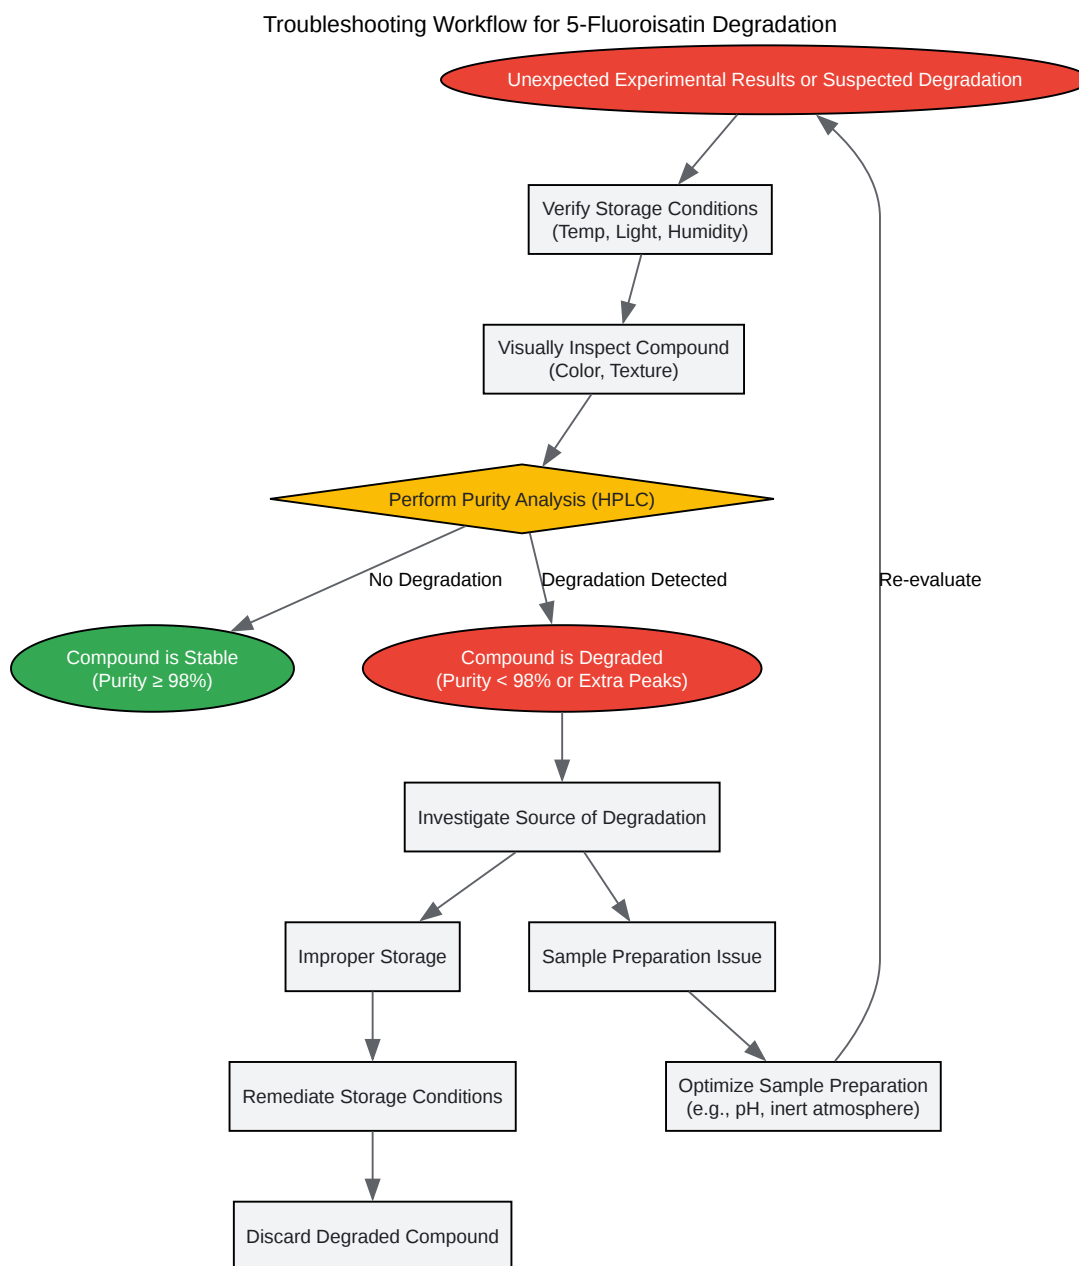 Troubleshooting Workflow for 5-Fluoroisatin Degradation
Unexpected Experimental Results or Suspected Degradation
Verify Storage Conditions
(Temp, Light, Humidity)
Visually Inspect Compound
(Color, Texture)
Perform Purity Analysis (HPLC)
No Degradation
Degradation Detected
Re-evaluate
Compound is Stable
(Purity ≥ 98%)
Compound is Degraded
(Purity < 98% or Extra Peaks)
Investigate Source of Degradation
Improper Storage
Sample Preparation Issue
Remediate Storage Conditions
Optimize Sample Preparation
(e.g., pH, inert atmosphere)
Discard Degraded Compound